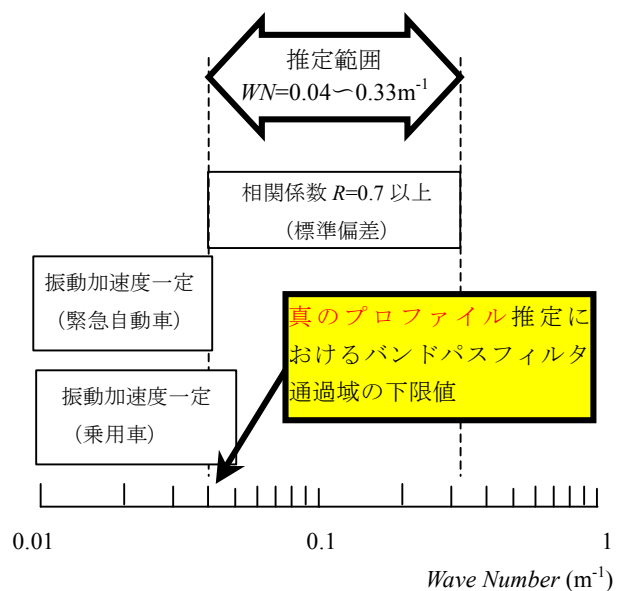 推定範囲
WN=0.04〜0.33m-1
相関係数 R=0.7 以上
（標準偏差）
振動加速度一定
（緊急自動車）
真のプロファイル推定に
おけるバンドパスフィルタ
通過域の下限値
振動加速度一定
（乗用車）
0.01 0.1 1
Wave Number (m-1)